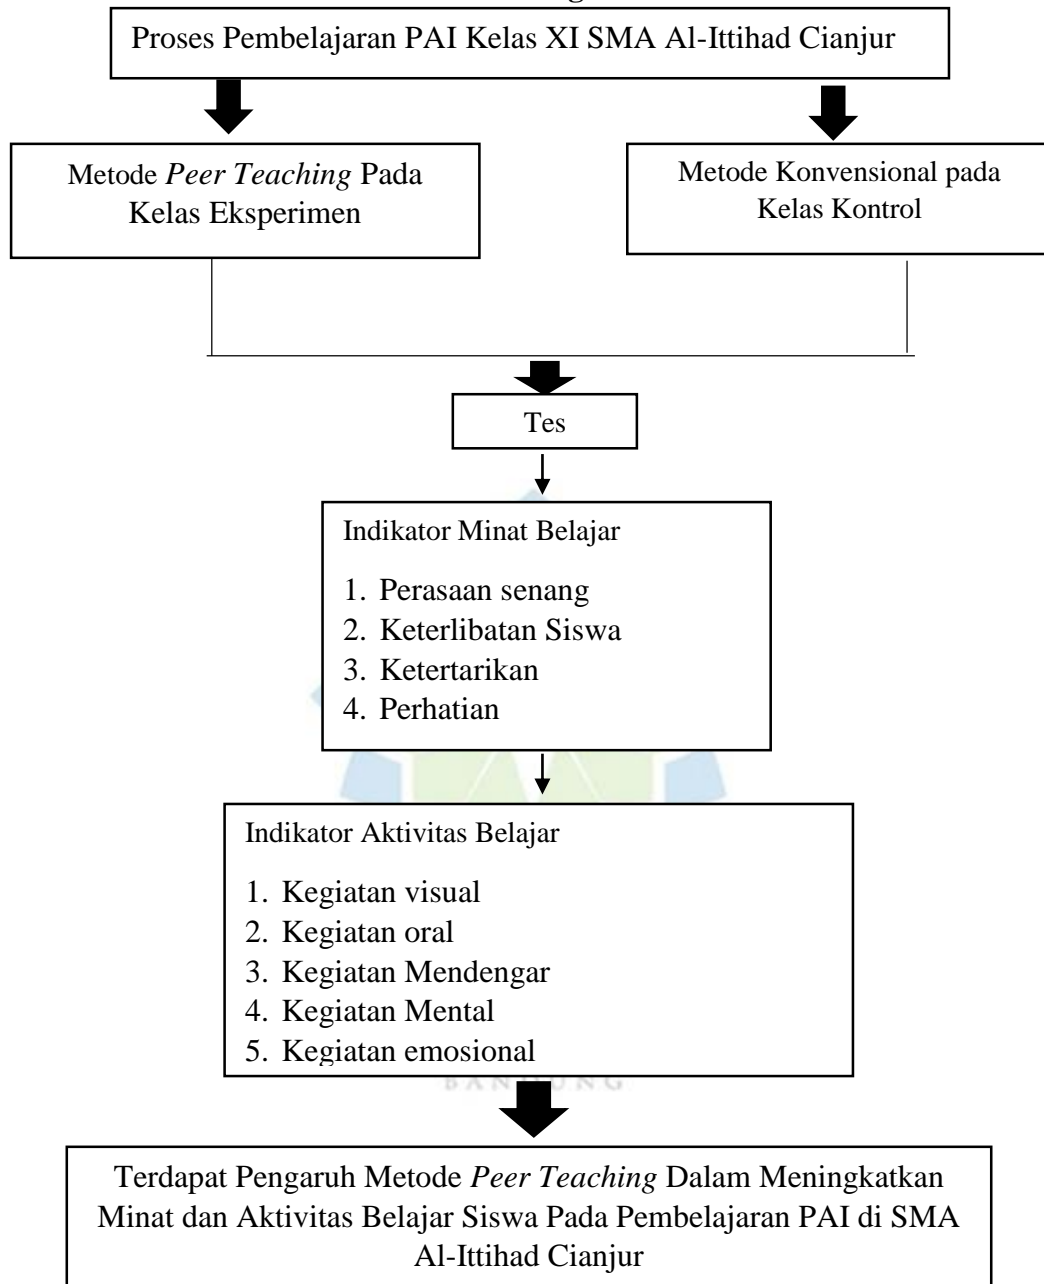 Proses Pembelajaran PAI Kelas XI SMA Al-Ittihad Cianjur
Metode Peer Teaching Pada
Kelas Eksperimen
Metode Konvensional pada
Kelas Kontrol
Tes
Indikator Minat Belajar
1. Perasaan senang
2. Keterlibatan Siswa
3. Ketertarikan
4. Perhatian
Indikator Aktivitas Belajar
1. Kegiatan visual
2. Kegiatan oral
3. Kegiatan Mendengar
4. Kegiatan Mental
5. Kegiatan emosional
BANDUNG
Terdapat Pengaruh Metode Peer Teaching Dalam Meningkatkan
Minat dan Aktivitas Belajar Siswa Pada Pembelajaran PAI di SMA
Al-Ittihad Cianjur